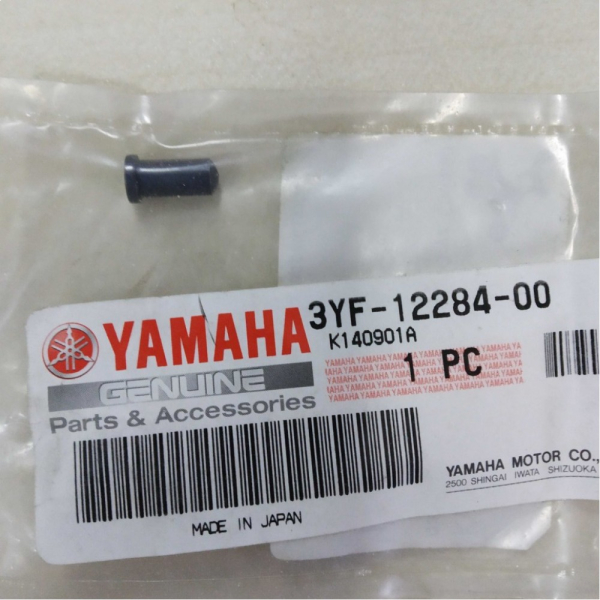 3YF-12284-00
YAMAHA
K140901A
GENUINE
1 PC
Parts & Accessories
YAMAHA MOTOR CO.,
2500 SHINGAI IWATA SHIZUOKA
MADE IN JAPAN